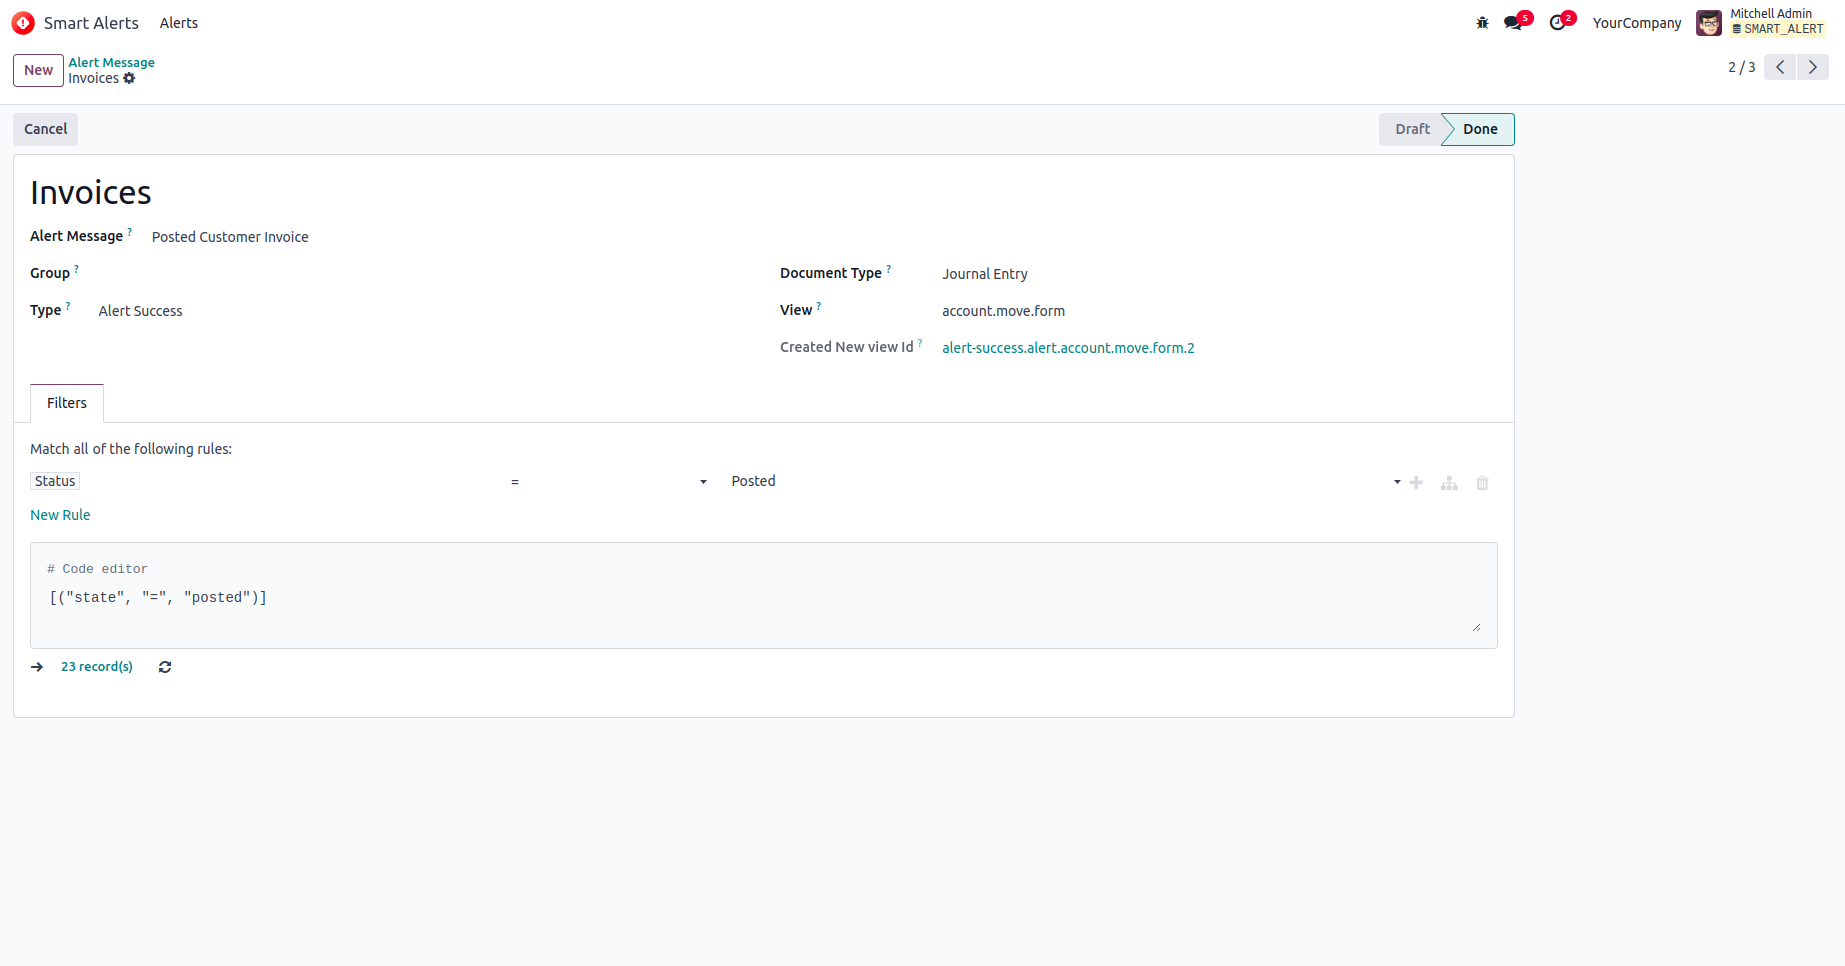 Smart Alerts Alerts 5 2 YourCompany Mitchell Admin
SMART_ALERT
New Alert Message
Invoices 2 / 3
Cancel Draft Done
Invoices
Alert Message ? Posted Customer Invoice
Group ? Document Type ? Journal Entry
Type ? Alert Success View ? account.move.form
Created New view Id ? alert-success.alert.account.move.form.2
Filters
Match all of the following rules:
Status = Posted
New Rule
# Code editor
[("state", "=", "posted")]
23 record(s)